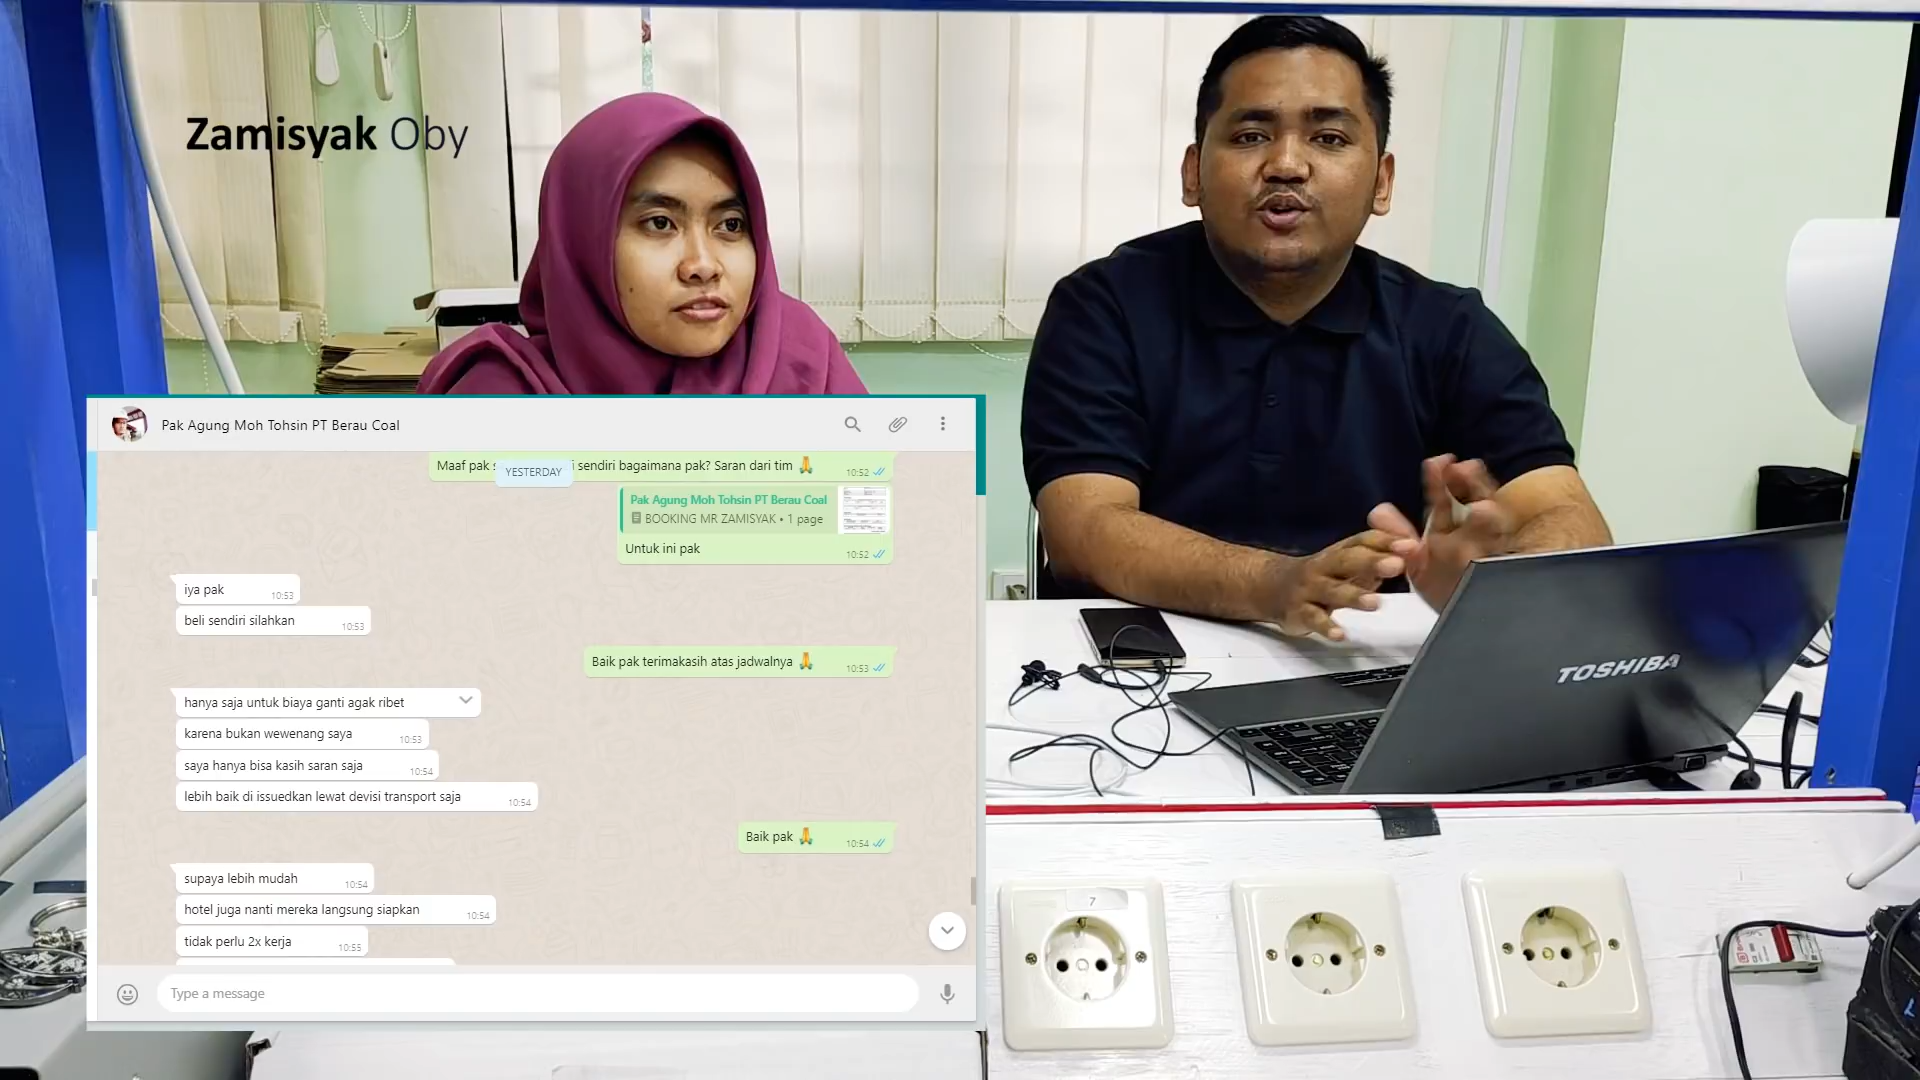 Zamisyak Oby
Pak Agung Moh Tohsin PT Berau Coal
Maaf pak s
YESTERDAY
i sendiri bagaimana pak? Saran dari tim 🙏
10:52
Pak Agung Moh Tohsin PT Berau Coal
BOOKING MR ZAMISYAK • 1 page
Untuk ini pak
10:52
iya pak
10:53
beli sendiri silahkan
10:53
Baik pak terimakasih atas jadwalnya 🙏
10:53
hanya saja untuk biaya ganti agak ribet
karena bukan wewenang saya
10:53
saya hanya bisa kasih saran saja
10:54
lebih baik di issuedkan lewat devisi transport saja
10:54
Baik pak 🙏
10:54
supaya lebih mudah
10:54
hotel juga nanti mereka langsung siapkan
10:54
tidak perlu 2x kerja
10:55
Type a message
TOSHIBA
7